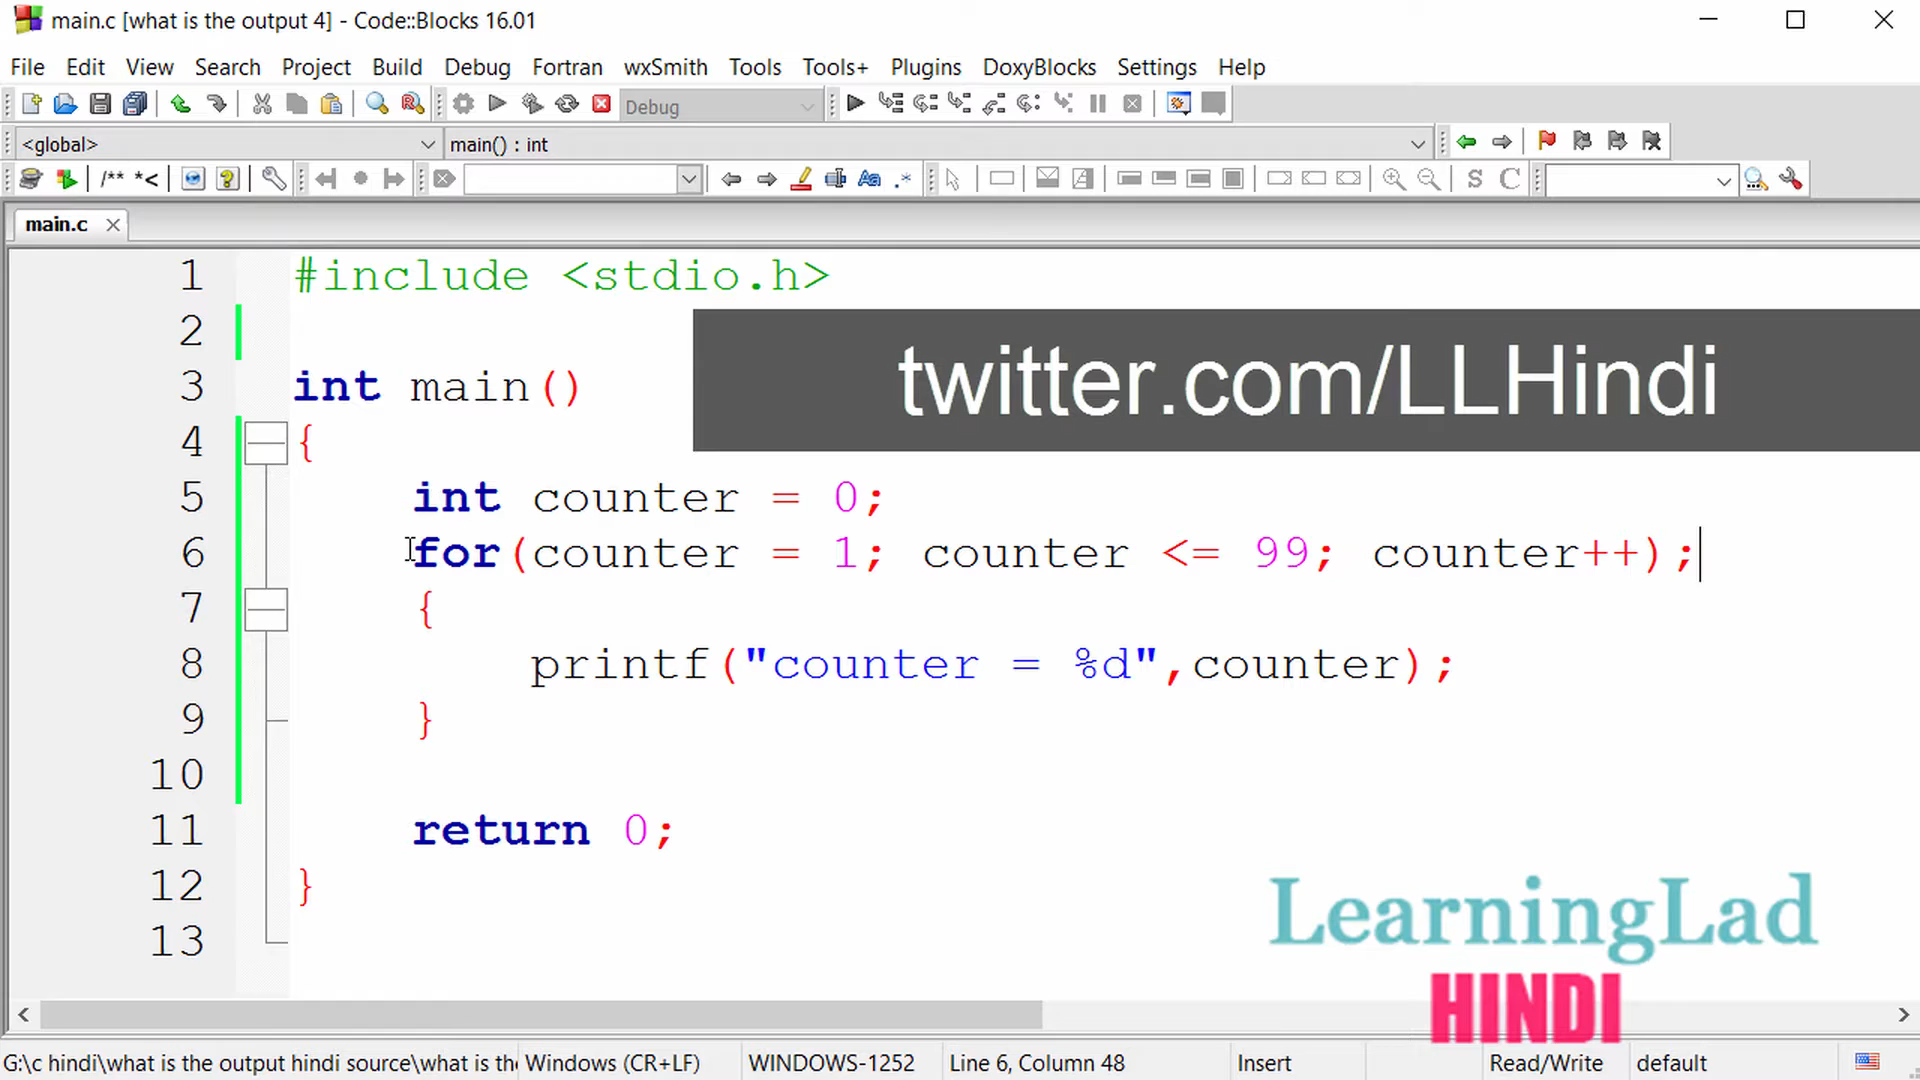 main.c [what is the output 4] - Code::Blocks 16.01
File Edit View Search Project Build Debug Fortran wxSmith Tools Tools+ Plugins DoxyBlocks Settings Help
Debug
<global> main() : int
/** *< Aa .* S C
main.c
1 #include <stdio.h>
2
twitter.com/LLHindi
3 int main()
4 {
5 int counter = 0;
6 for(counter = 1; counter <= 99; counter++);
7 {
8 printf("counter = %d",counter);
9 }
10
11 return 0;
12 }
13
LearningLad
HINDI
G:\c hindi\what is the output hindi source\what is the Windows (CR+LF) WINDOWS-1252 Line 6, Column 48 Insert Read/Write default